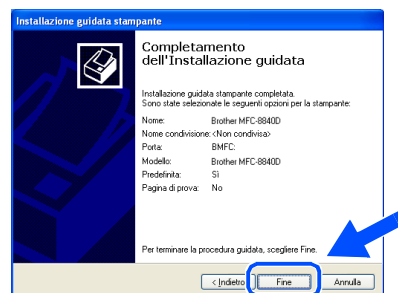 Installazione guidata stampante
Completamento
dell'Installazione guidata
Installazione guidata stampante completata.
Sono state selezionate le seguenti opzioni per la stampante:
Nome: Brother MFC-8840D
Nome condivisione: <Non condivisa>
Porta: BMFC:
Modello: Brother MFC-8840D
Predefinita: Sì
Pagina di prova: No
Per terminare la procedura guidata, scegliere Fine.
< Indietro Fine Annulla